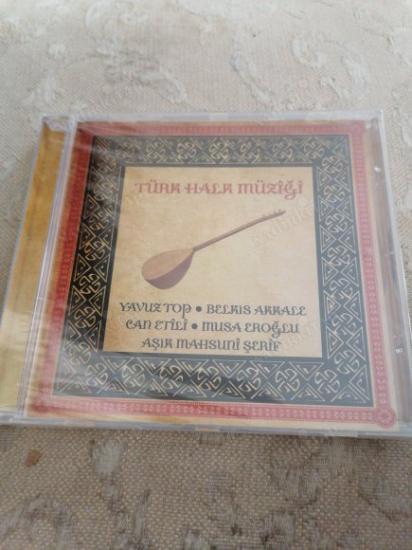 TÜRK HALK MÜZİĞİ
YAVUZ TOP • BELKIS AKKALE
CAN ETİLİ • MUSA EROĞLU
AŞIK MAHSUNİ ŞERİF